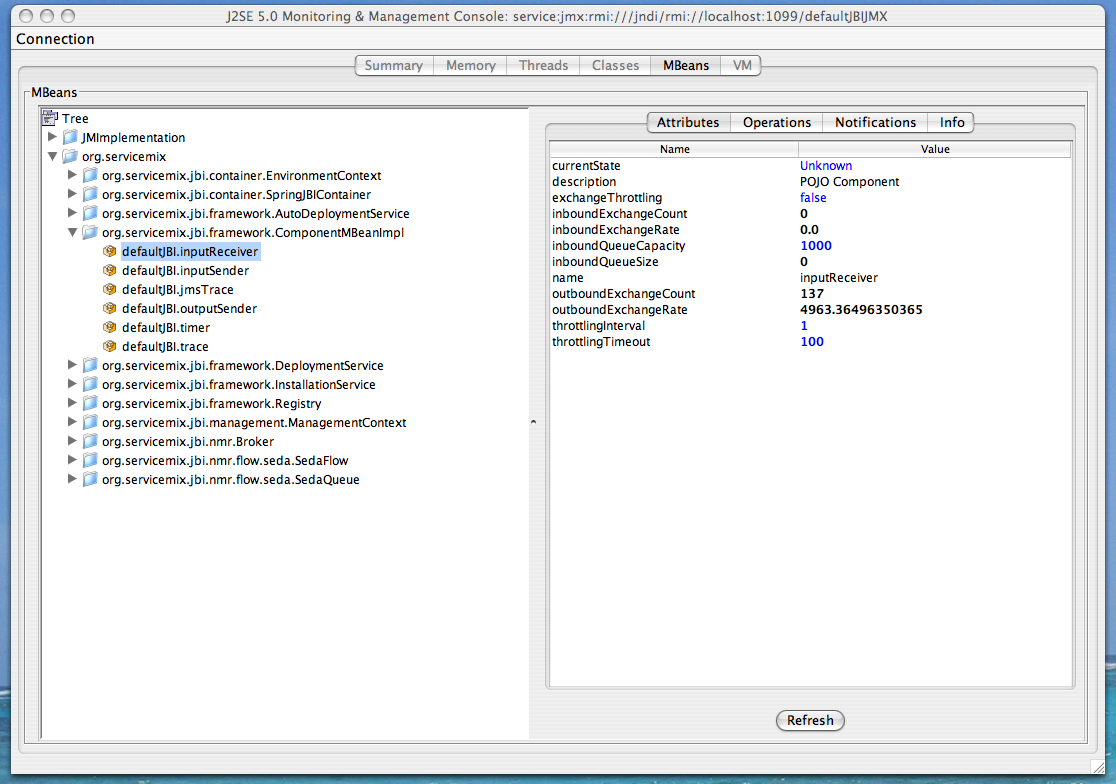 J2SE 5.0 Monitoring & Management Console: service:jmx:rmi:///jndi/rmi://localhost:1099/defaultJBIJMX
Connection
Summary Memory Threads Classes MBeans VM
MBeans
Tree
JMImplementation
org.servicemix
org.servicemix.jbi.container.EnvironmentContext
org.servicemix.jbi.container.SpringJBIContainer
org.servicemix.jbi.framework.AutoDeploymentService
org.servicemix.jbi.framework.ComponentMBeanImpl
defaultJBI.inputReceiver
defaultJBI.inputSender
defaultJBI.jmsTrace
defaultJBI.outputSender
defaultJBI.timer
defaultJBI.trace
org.servicemix.jbi.framework.DeploymentService
org.servicemix.jbi.framework.InstallationService
org.servicemix.jbi.framework.Registry
org.servicemix.jbi.management.ManagementContext
org.servicemix.jbi.nmr.Broker
org.servicemix.jbi.nmr.flow.seda.SedaFlow
org.servicemix.jbi.nmr.flow.seda.SedaQueue
Attributes Operations Notifications Info
Name Value
currentState Unknown
description POJO Component
exchangeThrottling false
inboundExchangeCount 0
inboundExchangeRate 0.0
inboundQueueCapacity 1000
inboundQueueSize 0
name inputReceiver
outboundExchangeCount 137
outboundExchangeRate 4963.36496350365
throttlingInterval 1
throttlingTimeout 100
Refresh